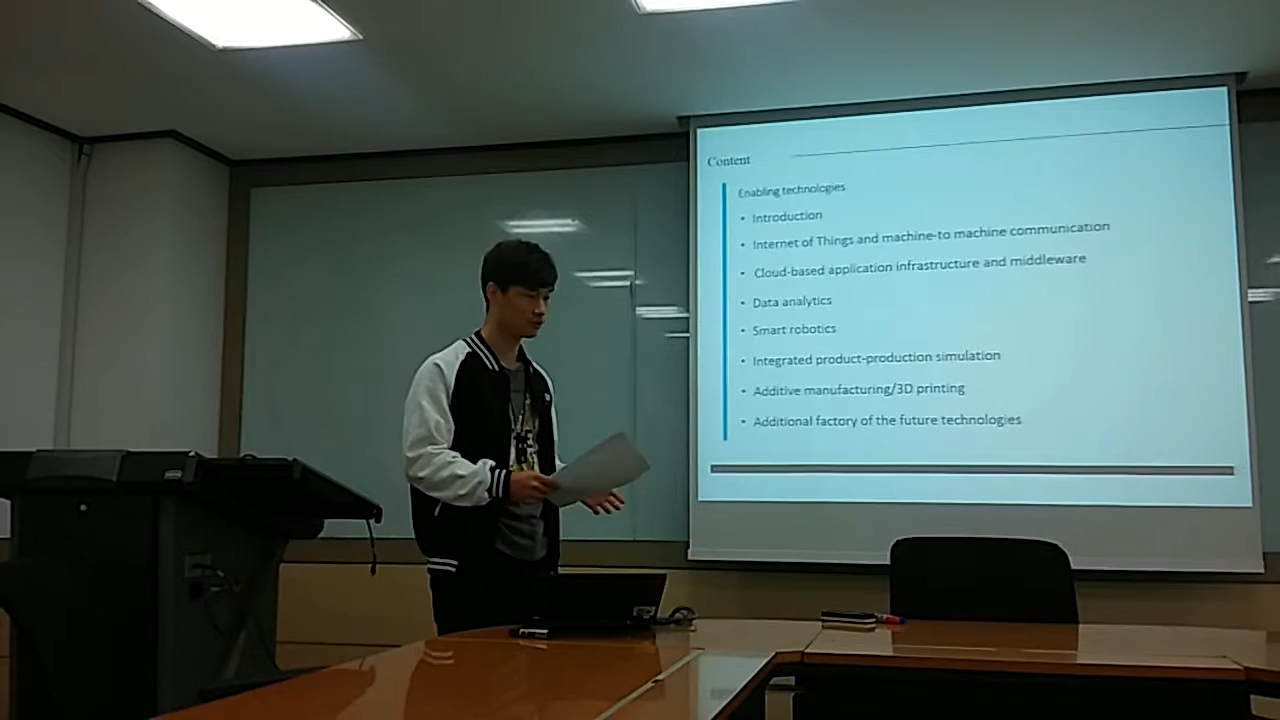 Content
Enabling technologies
• Introduction
• Internet of Things and machine-to machine communication
• Cloud-based application infrastructure and middleware
• Data analytics
• Smart robotics
• Integrated product-production simulation
• Additive manufacturing/3D printing
• Additional factory of the future technologies